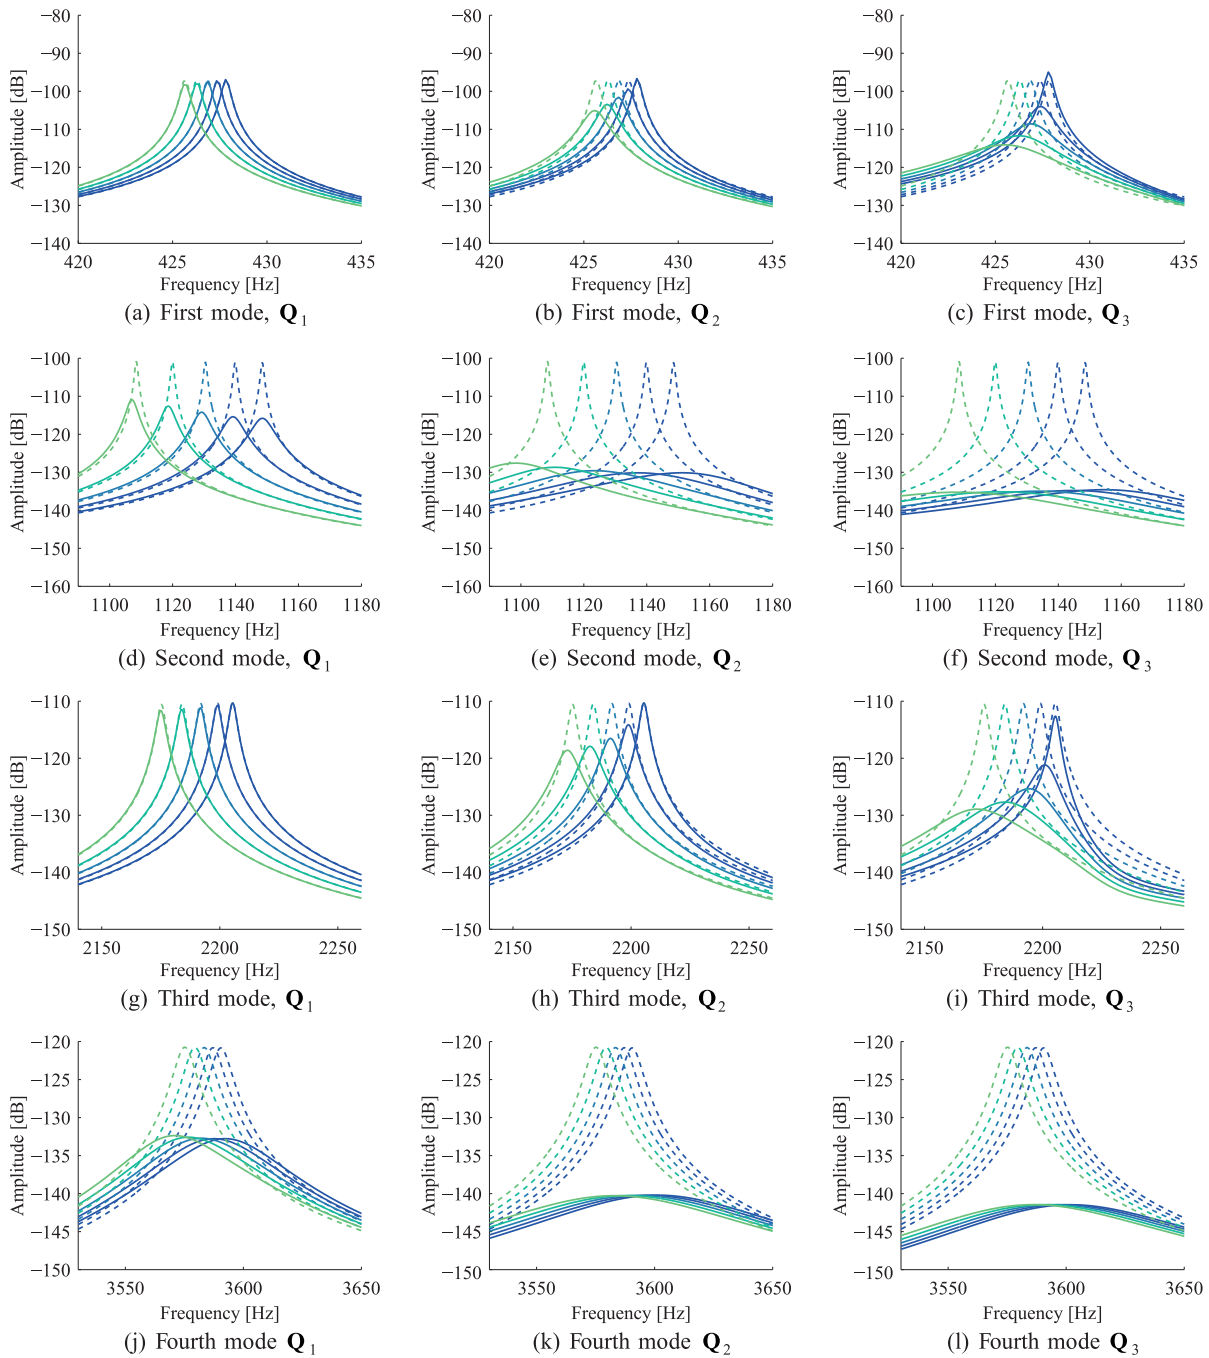 −80 −80 −80
−90 −90 −90
−100 −100 −100
−110 −110 −110
−120 −120 −120
−130 −130 −130
−140 −140 −140
Amplitude [dB] Amplitude [dB] Amplitude [dB]
420 425 430 435 420 425 430 435 420 425 430 435
Frequency [Hz] Frequency [Hz] Frequency [Hz]
(a) First mode, Q1 (b) First mode, Q2 (c) First mode, Q3
−100 −100 −100
−110 −110 −110
−120 −120 −120
−130 −130 −130
−140 −140 −140
−150 −150 −150
−160 −160 −160
Amplitude [dB] Amplitude [dB] Amplitude [dB]
1100 1120 1140 1160 1180 1100 1120 1140 1160 1180 1100 1120 1140 1160 1180
Frequency [Hz] Frequency [Hz] Frequency [Hz]
(d) Second mode, Q1 (e) Second mode, Q2 (f) Second mode, Q3
−110 −110 −110
−120 −120 −120
−130 −130 −130
−140 −140 −140
−150 −150 −150
Amplitude [dB] Amplitude [dB] Amplitude [dB]
2150 2200 2250 2150 2200 2250 2150 2200 2250
Frequency [Hz] Frequency [Hz] Frequency [Hz]
(g) Third mode, Q1 (h) Third mode, Q2 (i) Third mode, Q3
−120 −120 −120
−125 −125 −125
−130 −130 −130
−135 −135 −135
−140 −140 −140
−145 −145 −145
−150 −150 −150
Amplitude [dB] Amplitude [dB] Amplitude [dB]
3550 3600 3650 3550 3600 3650 3550 3600 3650
Frequency [Hz] Frequency [Hz] Frequency [Hz]
(j) Fourth mode Q1 (k) Fourth mode Q2 (l) Fourth mode Q3